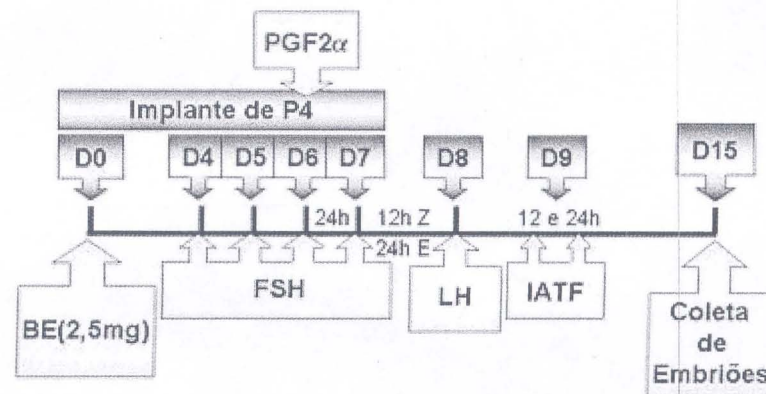 PGF2α
Implante de P4
D0 D4 D5 D6 D7 D8 D9 D15
24h 12h Z 12 e 24h
24h E
BE(2,5mg) FSH LH IATF Coleta
de
Embriões